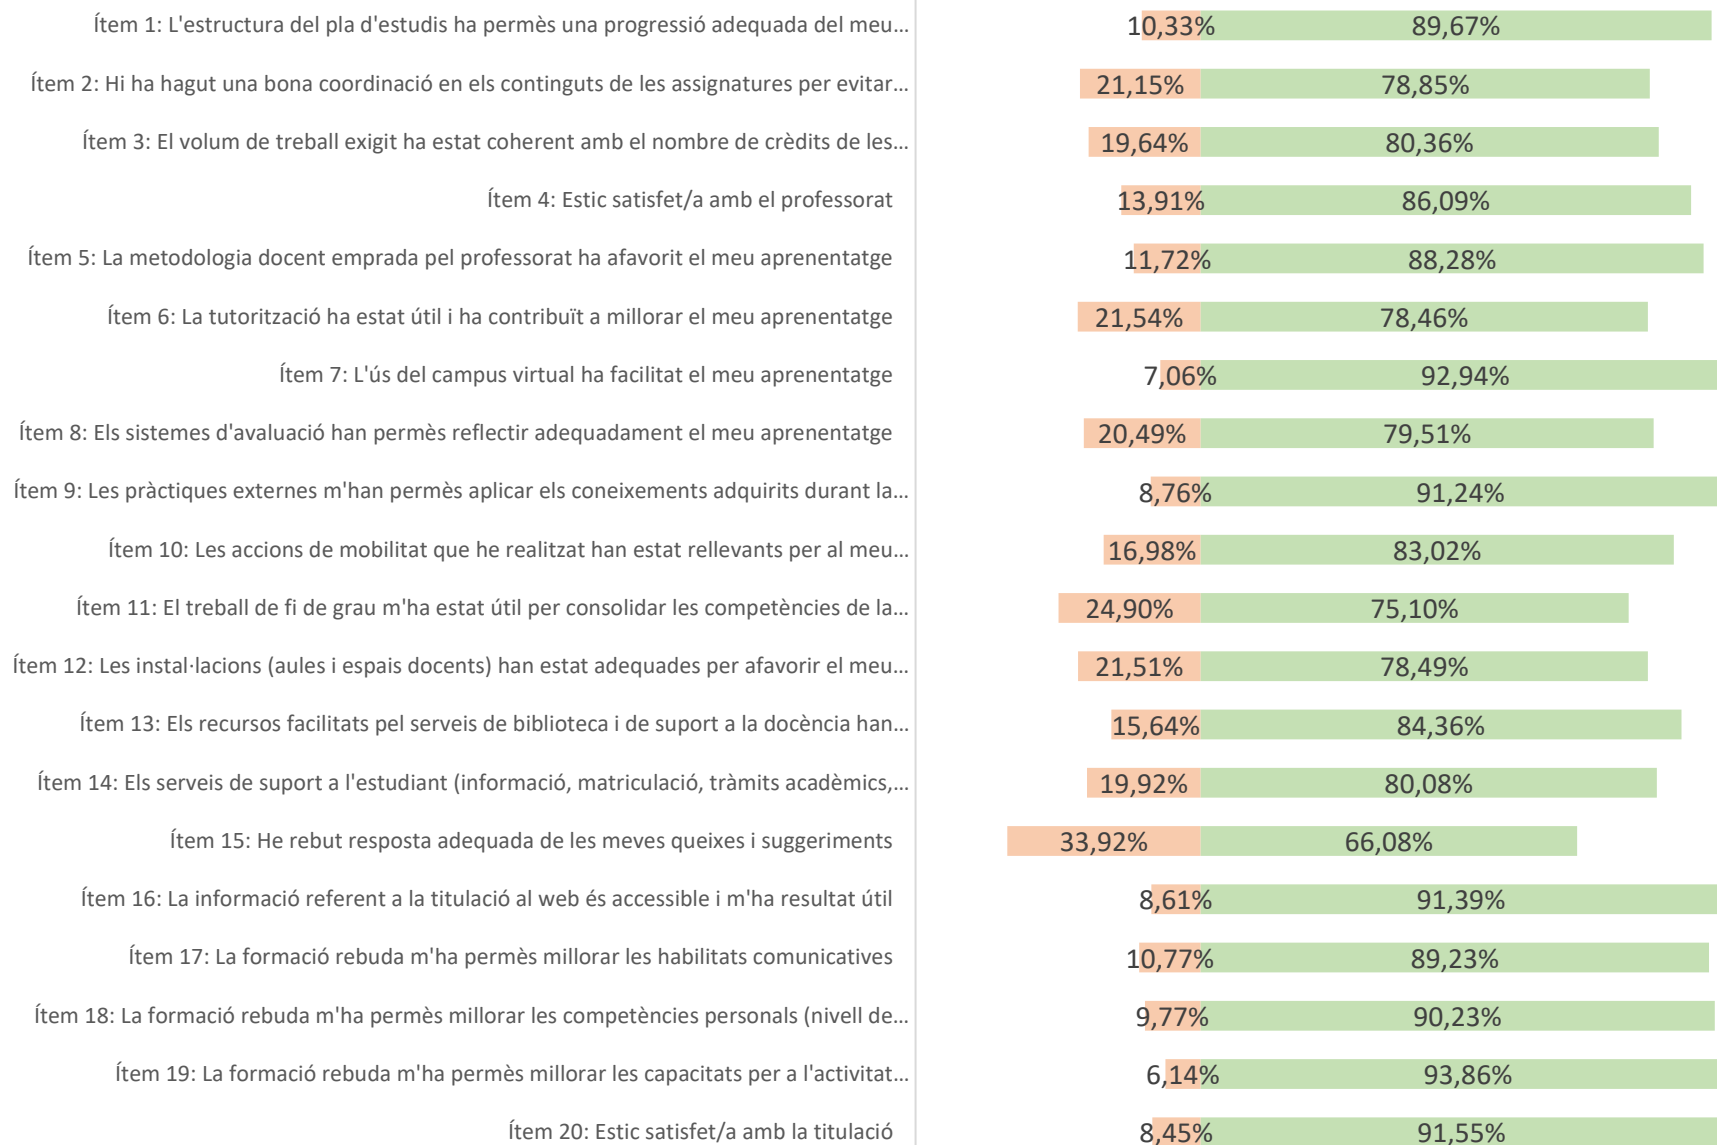 Ítem 1: L'estructura del pla d'estudis ha permès una progressió adequada del meu... 10,33% 89,67%
Ítem 2: Hi ha hagut una bona coordinació en els continguts de les assignatures per evitar... 21,15% 78,85%
Ítem 3: El volum de treball exigit ha estat coherent amb el nombre de crèdits de les... 19,64% 80,36%
Ítem 4: Estic satisfet/a amb el professorat 13,91% 86,09%
Ítem 5: La metodologia docent emprada pel professorat ha afavorit el meu aprenentatge 11,72% 88,28%
Ítem 6: La tutorització ha estat útil i ha contribuït a millorar el meu aprenentatge 21,54% 78,46%
Ítem 7: L'ús del campus virtual ha facilitat el meu aprenentatge 7,06% 92,94%
Ítem 8: Els sistemes d'avaluació han permès reflectir adequadament el meu aprenentatge 20,49% 79,51%
Ítem 9: Les pràctiques externes m'han permès aplicar els coneixements adquirits durant la... 8,76% 91,24%
Ítem 10: Les accions de mobilitat que he realitzat han estat rellevants per al meu... 16,98% 83,02%
Ítem 11: El treball de fi de grau m'ha estat útil per consolidar les competències de la... 24,90% 75,10%
Ítem 12: Les instal·lacions (aules i espais docents) han estat adequades per afavorir el meu... 21,51% 78,49%
Ítem 13: Els recursos facilitats pel serveis de biblioteca i de suport a la docència han... 15,64% 84,36%
Ítem 14: Els serveis de suport a l'estudiant (informació, matriculació, tràmits acadèmics,... 19,92% 80,08%
Ítem 15: He rebut resposta adequada de les meves queixes i suggeriments 33,92% 66,08%
Ítem 16: La informació referent a la titulació al web és accessible i m'ha resultat útil 8,61% 91,39%
Ítem 17: La formació rebuda m'ha permès millorar les habilitats comunicatives 10,77% 89,23%
Ítem 18: La formació rebuda m'ha permès millorar les competències personals (nivell de... 9,77% 90,23%
Ítem 19: La formació rebuda m'ha permès millorar les capacitats per a l'activitat... 6,14% 93,86%
Ítem 20: Estic satisfet/a amb la titulació 8,45% 91,55%